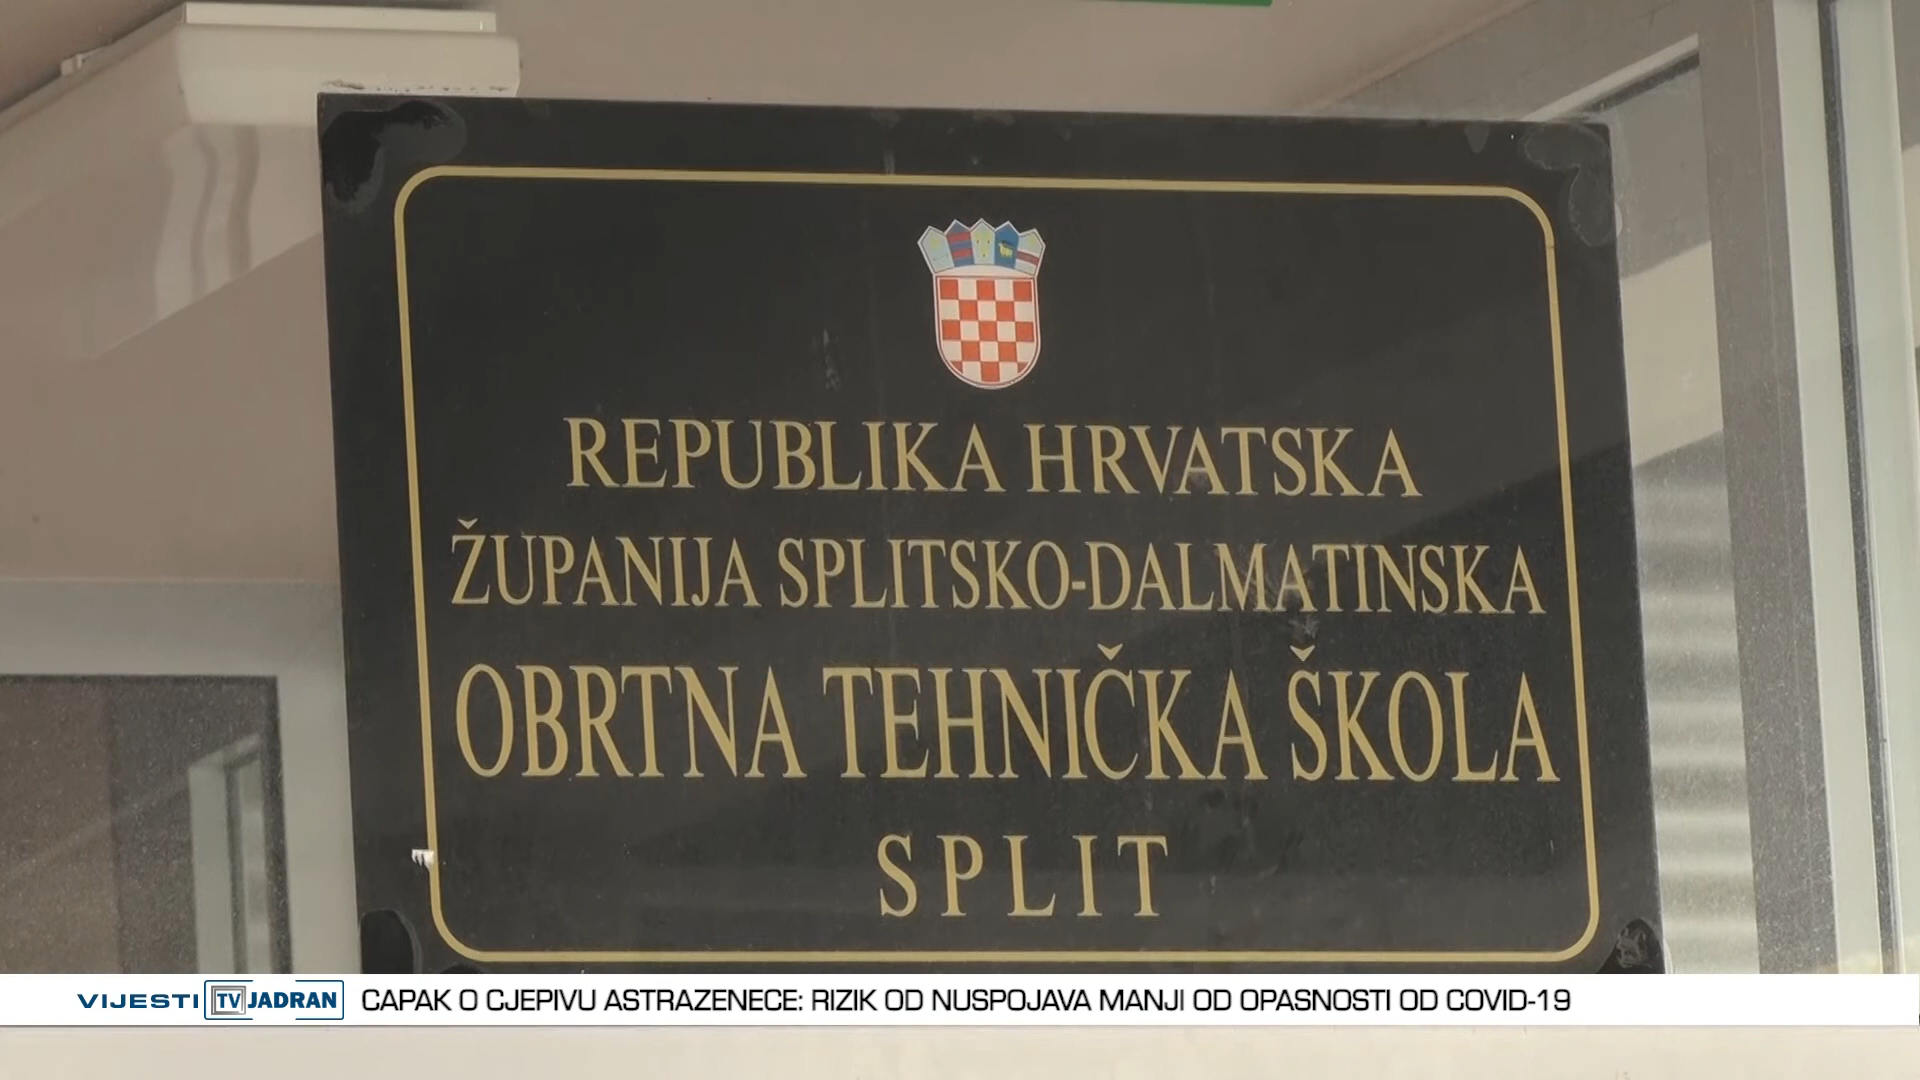 REPUBLIKA HRVATSKA
ŽUPANIJA SPLITSKO-DALMATINSKA
OBRTNA TEHNIČKA ŠKOLA
SPLIT
VIJESTI TV JADRAN CAPAK O CJEPIVU ASTRAZENECE: RIZIK OD NUSPOJAVA MANJI OD OPASNOSTI OD COVID-19